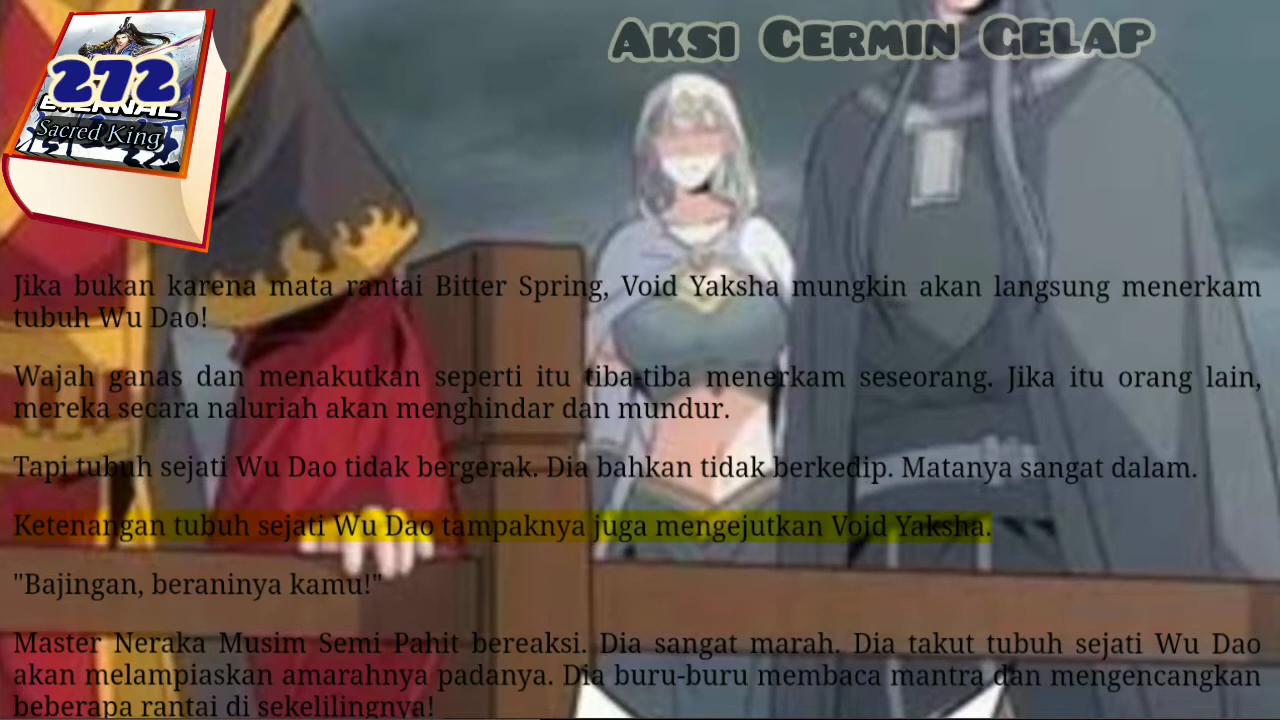 Aksi Cermin Gelap
272
ETERNAL
Sacred King
Jika bukan karena mata rantai Bitter Spring, Void Yaksha mungkin akan langsung menerkam
tubuh Wu Dao!
Wajah ganas dan menakutkan seperti itu tiba-tiba menerkam seseorang. Jika itu orang lain,
mereka secara naluriah akan menghindar dan mundur.
Tapi tubuh sejati Wu Dao tidak bergerak. Dia bahkan tidak berkedip. Matanya sangat dalam.
Ketenangan tubuh sejati Wu Dao tampaknya juga mengejutkan Void Yaksha.
"Bajingan, beraninya kamu!"
Master Neraka Musim Semi Pahit bereaksi. Dia sangat marah. Dia takut tubuh sejati Wu Dao
akan melampiaskan amarahnya padanya. Dia buru-buru membaca mantra dan mengencangkan
beberapa rantai di sekelilingnya!